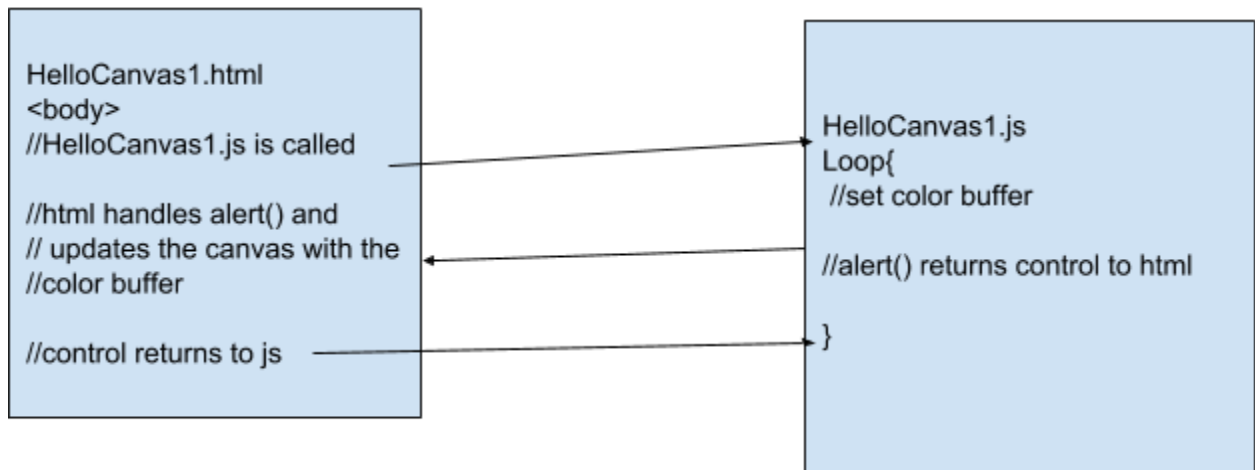 HelloCanvas1.html
<body>
//HelloCanvas1.js is called
//html handles alert() and
// updates the canvas with the
//color buffer
//control returns to js
HelloCanvas1.js
Loop{
//set color buffer
//alert() returns control to html
}